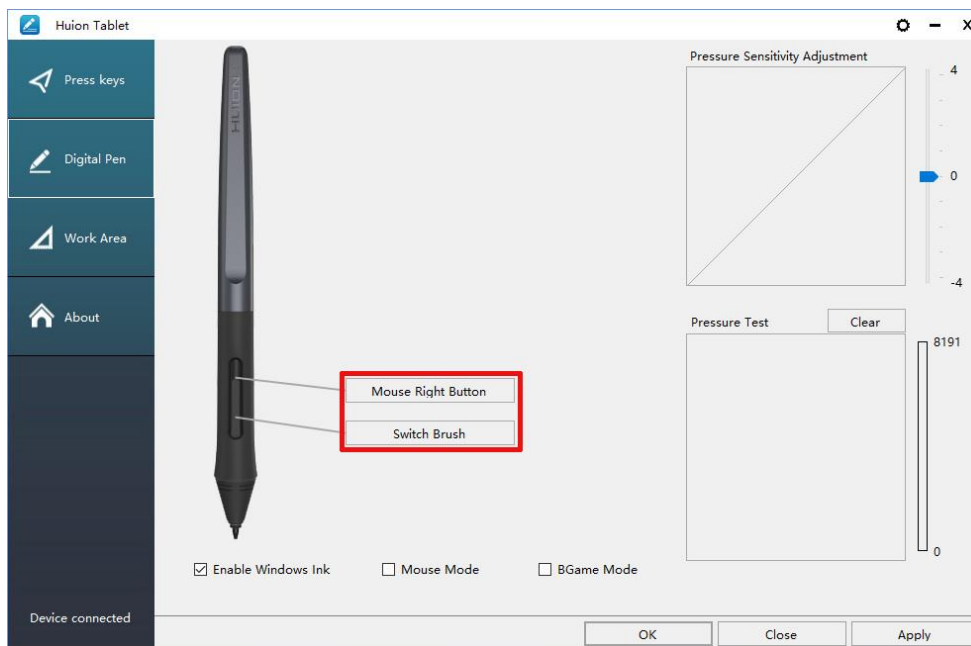 Huion Tablet
X
Press keys
Digital Pen
Work Area
About
Device connected
HUION
Mouse Right Button
Switch Brush
Enable Windows Ink
Mouse Mode
BGame Mode
Pressure Sensitivity Adjustment
4
0
-4
Pressure Test
Clear
8191
0
OK
Close
Apply